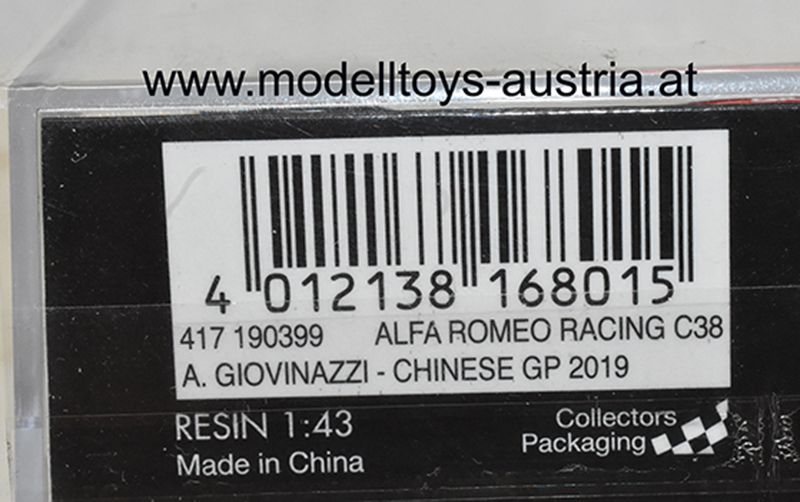 www.modelltoys-austria.at
4 012138 168015
417 190399 ALFA ROMEO RACING C38
A. GIOVINAZZI - CHINESE GP 2019
RESIN 1:43
Made in China
Collectors
Packaging